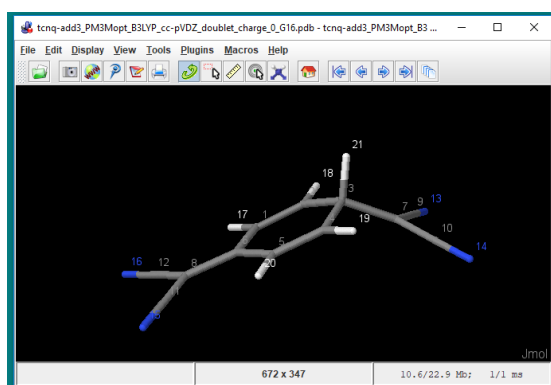 tcnq-add3_PM3Mopt_B3LYP_cc-pVDZ_doublet_charge_0_G16.pdb - tcnq-add3_PM3Mopt_B3 ...
File Edit Display View Tools Plugins Macros Help
21
18
3
7 9 13
17 1
19
10
5
14
16 12 8 20
11
Jmol
672 x 347 10.6/22.9 Mb; 1/1 ms